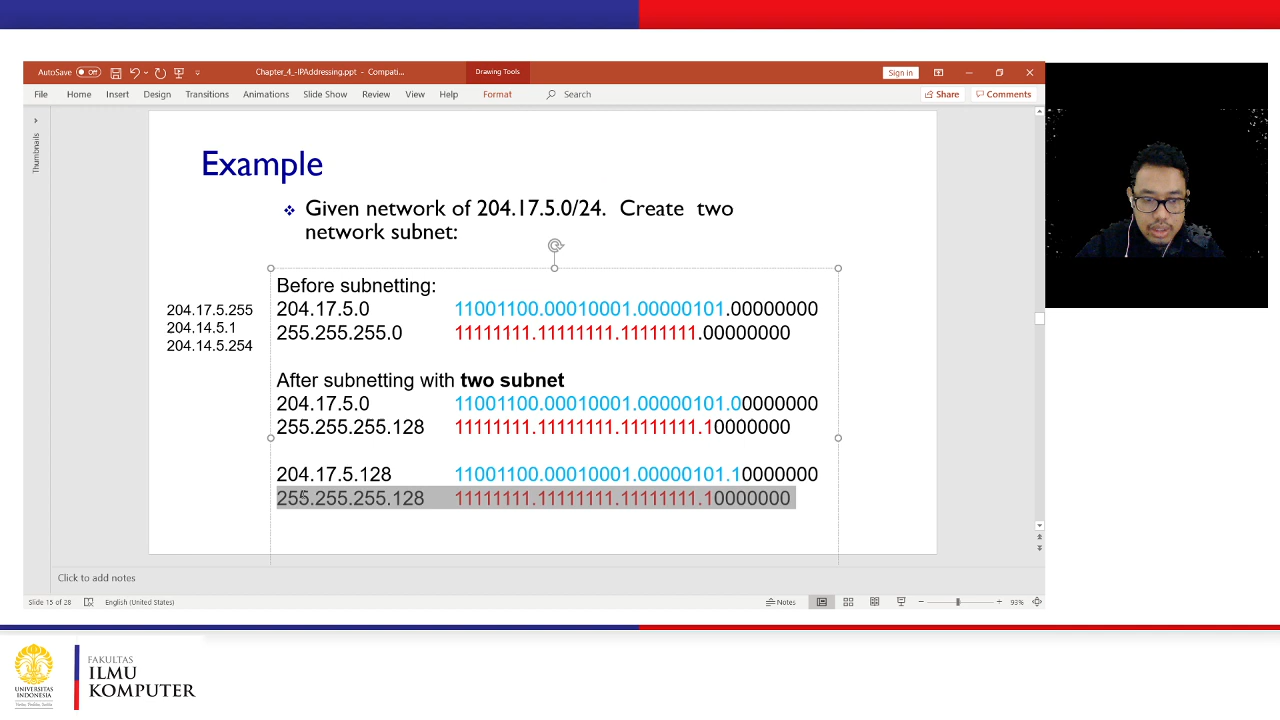 AutoSave Off
Chapter_4_-IPAddressing.ppt - Compati...
Drawing Tools
Sign in
File Home Insert Design Transitions Animations Slide Show Review View Help Format Search Share Comments
Thumbnails
Example
Given network of 204.17.5.0/24. Create two
network subnet:
204.17.5.255
204.14.5.1
204.14.5.254
Before subnetting:
204.17.5.0 11001100.00010001.00000101.00000000
255.255.255.0 11111111.11111111.11111111.00000000
After subnetting with two subnet
204.17.5.0 11001100.00010001.00000101.00000000
255.255.255.128 11111111.11111111.11111111.10000000
204.17.5.128 11001100.00010001.00000101.10000000
255.255.255.128 11111111.11111111.11111111.10000000
Click to add notes
Slide 15 of 28 English (United States) Notes 93%
UNIVERSITAS
INDONESIA
FAKULTAS
ILMU
KOMPUTER